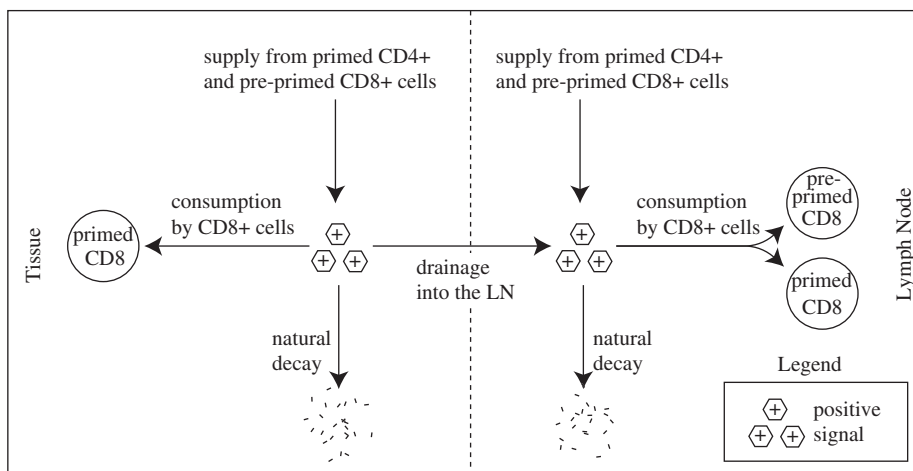 supply from primed CD4+
and pre-primed CD8+ cells
supply from primed CD4+
and pre-primed CD8+ cells
Tissue
primed
CD8
consumption
by CD8+ cells
drainage
into the LN
consumption
by CD8+ cells
pre-
primed
CD8
primed
CD8
Lymph Node
natural
decay
natural
decay
Legend
positive
signal